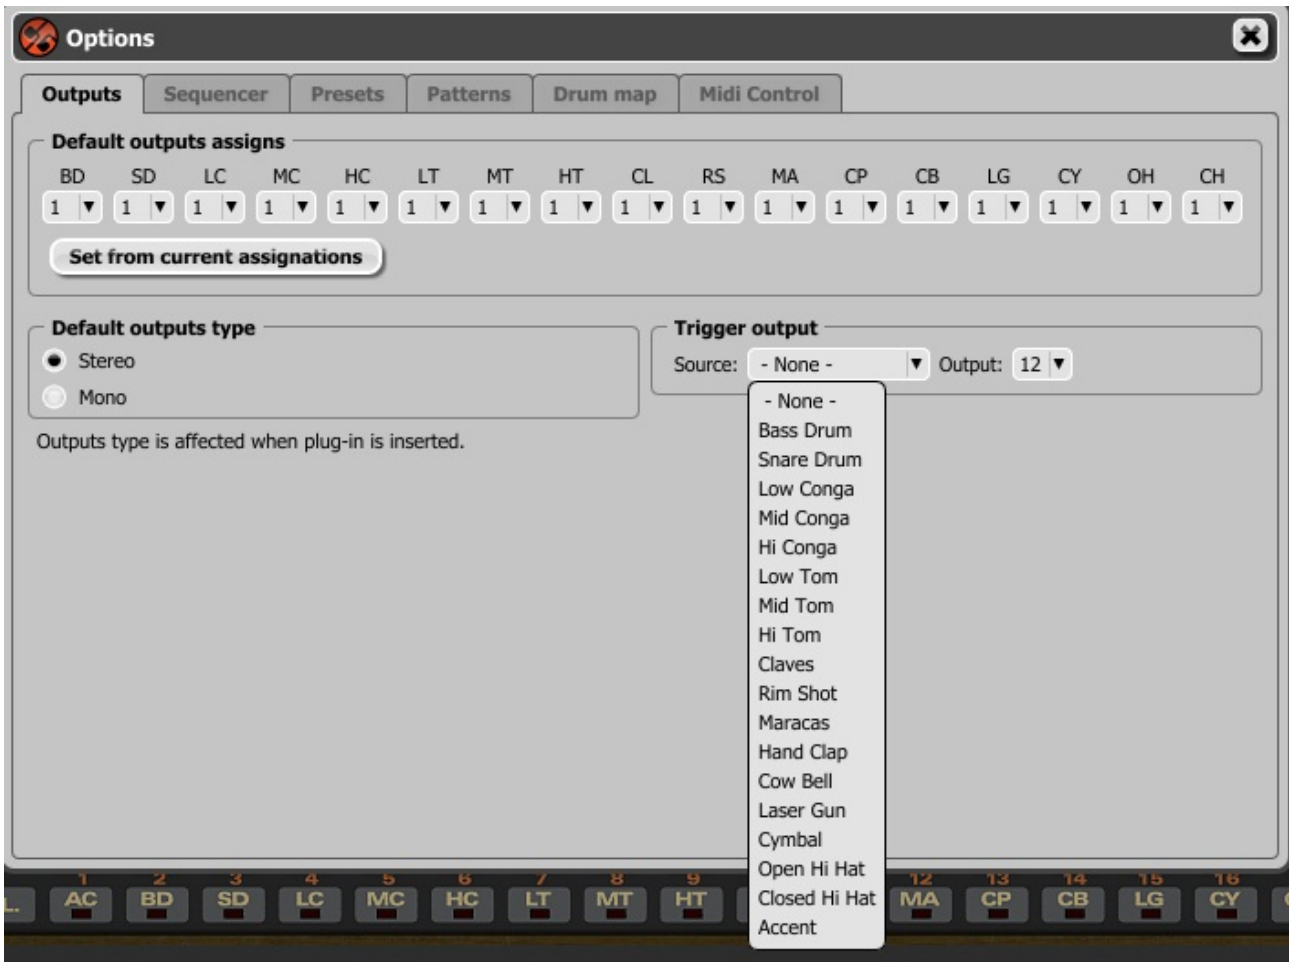 Options
Outputs Sequencer Presets Patterns Drum map Midi Control
Default outputs assigns
BD SD LC MC HC LT MT HT CL RS MA CP CB LG CY OH CH
1 1 1 1 1 1 1 1 1 1 1 1 1 1 1 1 1
Set from current assignations
Default outputs type
Stereo
Mono
Outputs type is affected when plug-in is inserted.
Trigger output
Source: - None - Output: 12
- None -
Bass Drum
Snare Drum
Low Conga
Mid Conga
Hi Conga
Low Tom
Mid Tom
Hi Tom
Claves
Rim Shot
Maracas
Hand Clap
Cow Bell
Laser Gun
Cymbal
Open Hi Hat
Closed Hi Hat
Accent
1 2 3 4 5 6 7 8 9 12 13 14 15 16
AC BD SD LC MC HC LT MT HT MA CP CB LG CY